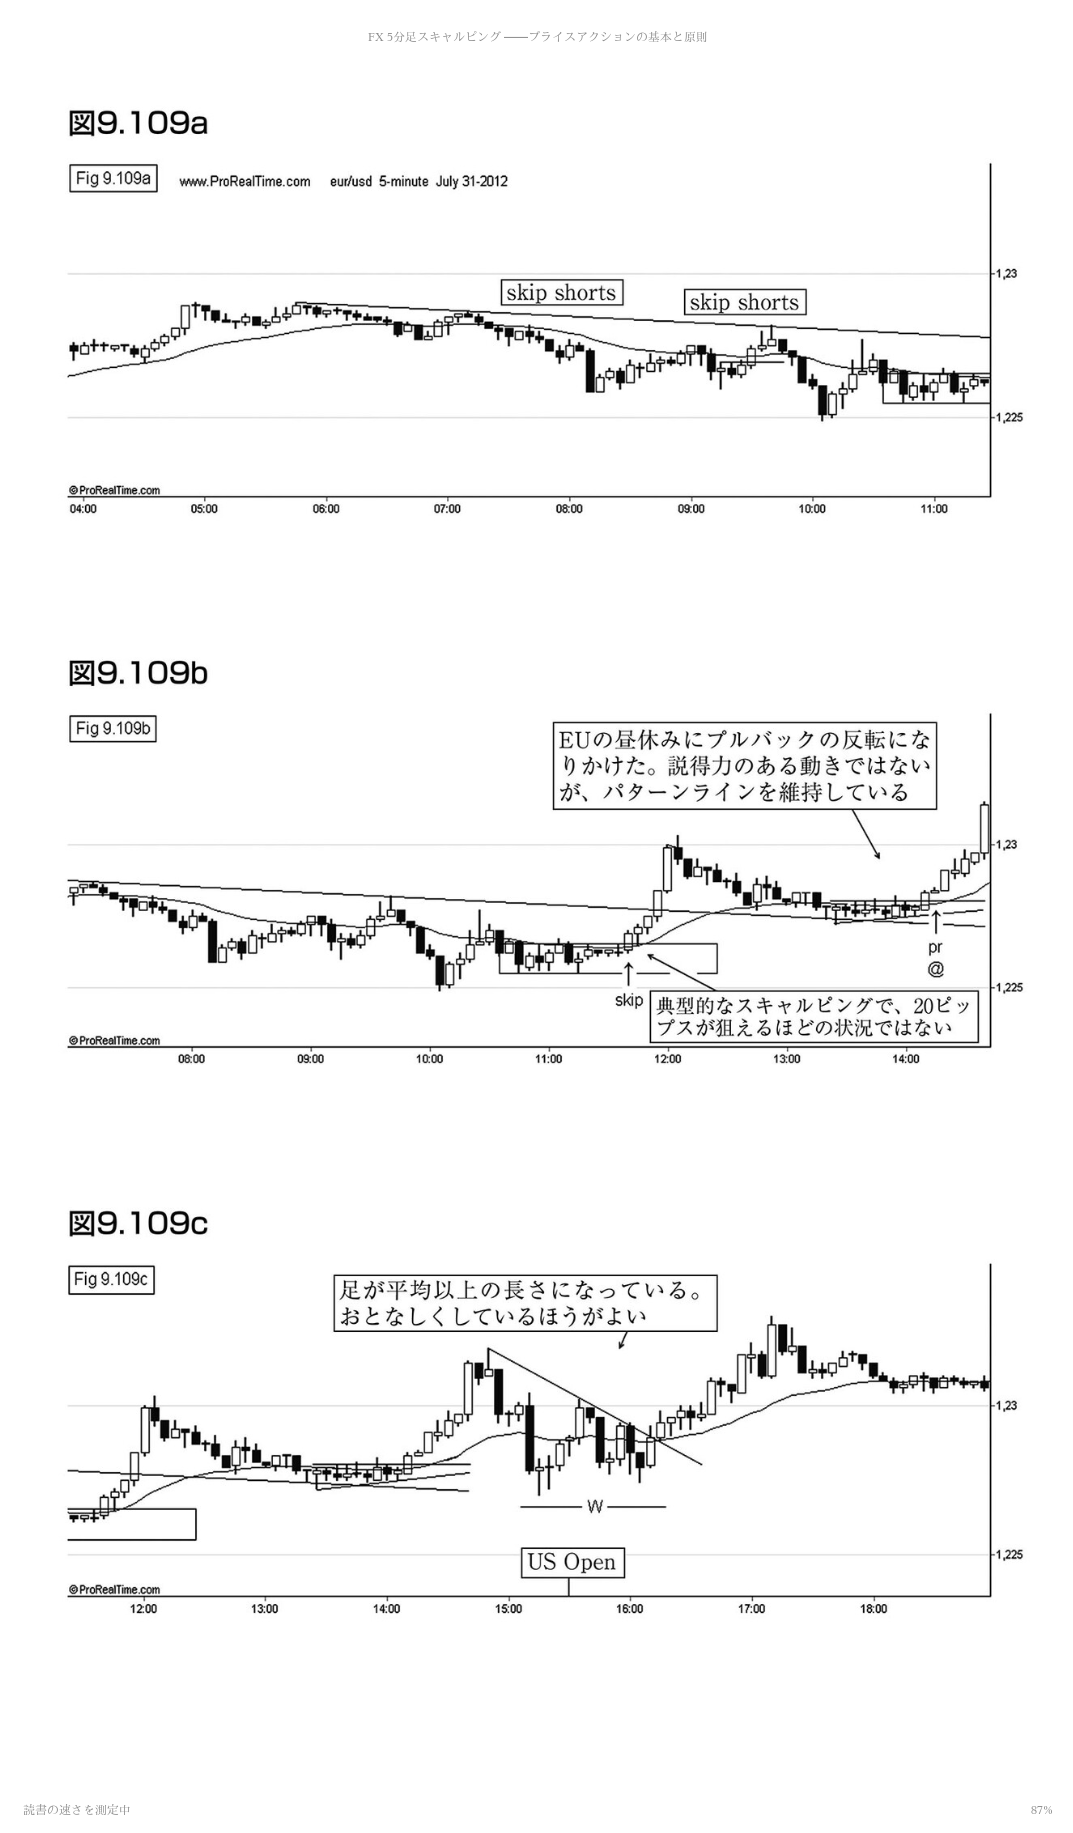 FX 5分足スキャルピング ――プライスアクションの基本と原則
図9.109a
Fig 9.109a
www.ProRealTime.com eur/usd 5-minute July 31-2012
skip shorts
skip shorts
1,23
1,225
©ProRealTime.com
04:00 05:00 06:00 07:00 08:00 09:00 10:00 11:00
図9.109b
Fig 9.109b
EUの昼休みにプルバックの反転にな
りかけた。説得力のある動きではない
が、パターンラインを維持している
1,23
pr
@
1,225
skip
典型的なスキャルピングで、20ピッ
プスが狙えるほどの状況ではない
©ProRealTime.com
08:00 09:00 10:00 11:00 12:00 13:00 14:00
図9.109c
Fig 9.109c
足が平均以上の長さになっている。
おとなしくしているほうがよい
1,23
W
1,225
US Open
©ProRealTime.com
12:00 13:00 14:00 15:00 16:00 17:00 18:00
読書の速さを測定中
87%